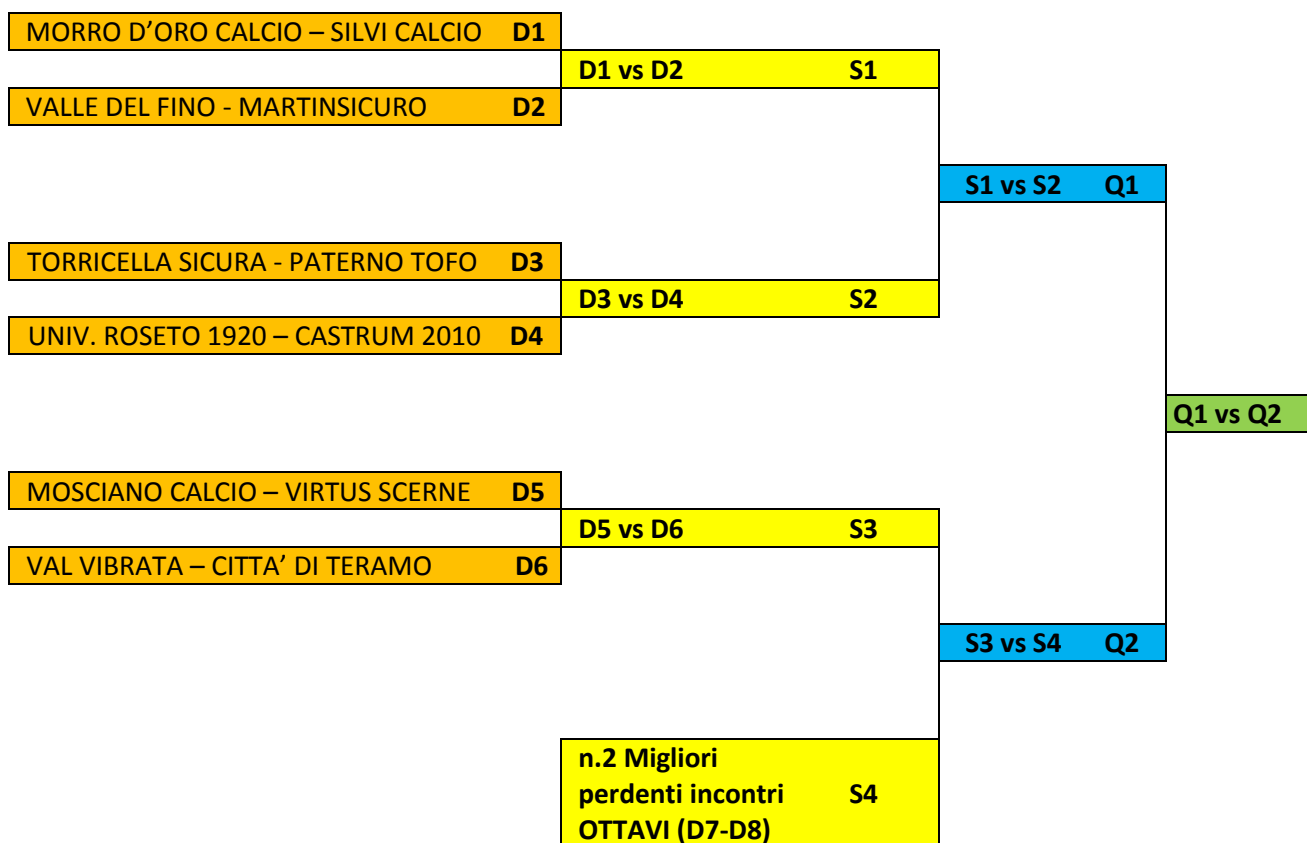 MORRO D’ORO CALCIO – SILVI CALCIO D1
D1 vs D2 S1
VALLE DEL FINO - MARTINSICURO D2
S1 vs S2 Q1
TORRICELLA SICURA - PATERNO TOFO D3
D3 vs D4 S2
UNIV. ROSETO 1920 – CASTRUM 2010 D4
Q1 vs Q2
MOSCIANO CALCIO – VIRTUS SCERNE D5
D5 vs D6 S3
VAL VIBRATA – CITTA’ DI TERAMO D6
S3 vs S4 Q2
n.2 Migliori
perdenti incontri S4
OTTAVI (D7-D8)